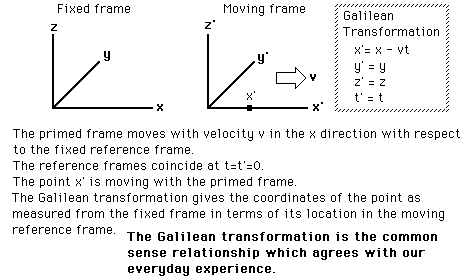 Fixed frame
Moving frame
z
y
x
z'
y'
x'
v
x'
Galilean
Transformation
x'= x - vt
y' = y
z' = z
t' = t
The primed frame moves with velocity v in the x direction with respect
to the fixed reference frame.
The reference frames coincide at t=t'=0.
The point x' is moving with the primed frame.
The Galilean transformation gives the coordinates of the point as
measured from the fixed frame in terms of its location in the moving
reference frame.
The Galilean transformation is the common
sense relationship which agrees with our
everyday experience.